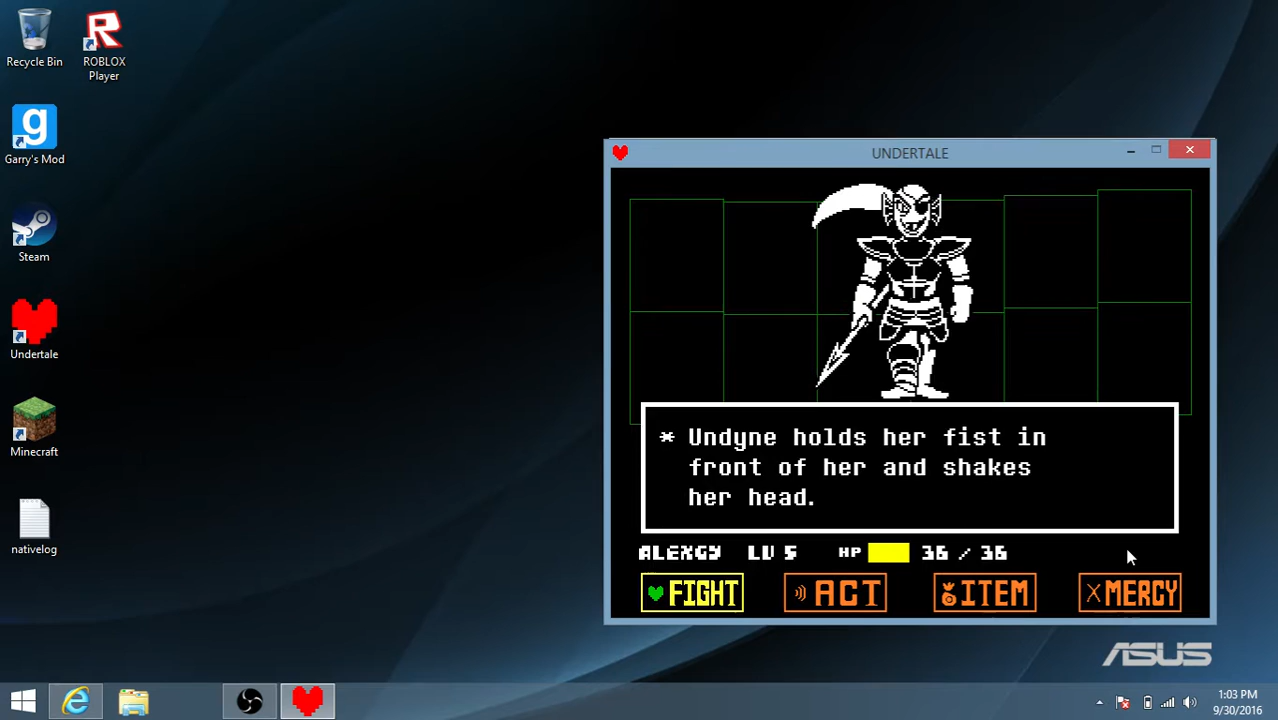 Recycle Bin
ROBLOX
Player
g
Garry's Mod
Steam
Undertale
Minecraft
nativelog
UNDERTALE
* Undyne holds her fist in
front of her and shakes
her head.
ALEXGY LV 5 HP 36 / 36
FIGHT ACT ITEM MERCY
ASUS
1:03 PM
9/30/2016